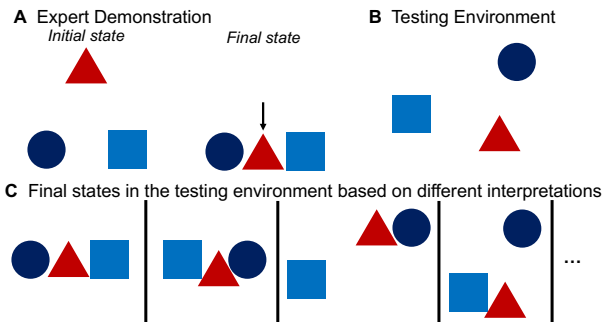 A Expert Demonstration
Initial state
Final state
B Testing Environment
C Final states in the testing environment based on different interpretations
...